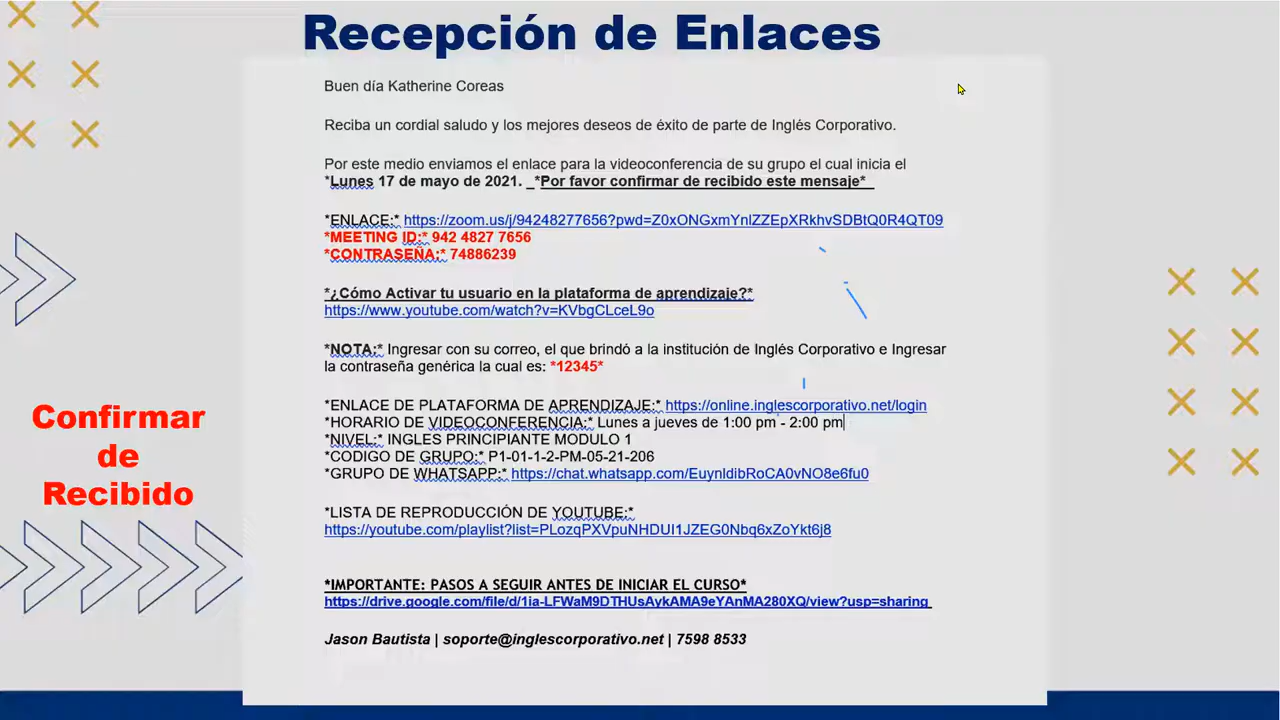 Recepción de Enlaces
Buen día Katherine Coreas
Reciba un cordial saludo y los mejores deseos de éxito de parte de Inglés Corporativo.
Por este medio enviamos el enlace para la videoconferencia de su grupo el cual inicia el
*Lunes 17 de mayo de 2021. _*Por favor confirmar de recibido este mensaje*_
*ENLACE:* https://zoom.us/j/94248277656?pwd=Z0xONGxmYnlZZEpXRkhvSDBtQ0R4QT09
*MEETING ID:* 942 4827 7656
*CONTRASEÑA:* 74886239
*¿Cómo Activar tu usuario en la plataforma de aprendizaje?*
https://www.youtube.com/watch?v=KVbgCLceL9o
*NOTA:* Ingresar con su correo, el que brindó a la institución de Inglés Corporativo e Ingresar
la contraseña genérica la cual es: *12345*
*ENLACE DE PLATAFORMA DE APRENDIZAJE:* https://online.inglescorporativo.net/login
*HORARIO DE VIDEOCONFERENCIA:* Lunes a jueves de 1:00 pm - 2:00 pm
*NIVEL:* INGLES PRINCIPIANTE MODULO 1
*CODIGO DE GRUPO:* P1-01-1-2-PM-05-21-206
*GRUPO DE WHATSAPP:* https://chat.whatsapp.com/EuynIdibRoCA0vNO8e6fu0
*LISTA DE REPRODUCCIÓN DE YOUTUBE:*
https://youtube.com/playlist?list=PLozqPXVpuNHDUI1JZEG0Nbq6xZoYkt6j8
*IMPORTANTE: PASOS A SEGUIR ANTES DE INICIAR EL CURSO*
https://drive.google.com/file/d/1ia-LFWaM9DTHUsAykAMA9eYAnMA280XQ/view?usp=sharing
Jason Bautista | soporte@inglescorporativo.net | 7598 8533
Confirmar
de
Recibido